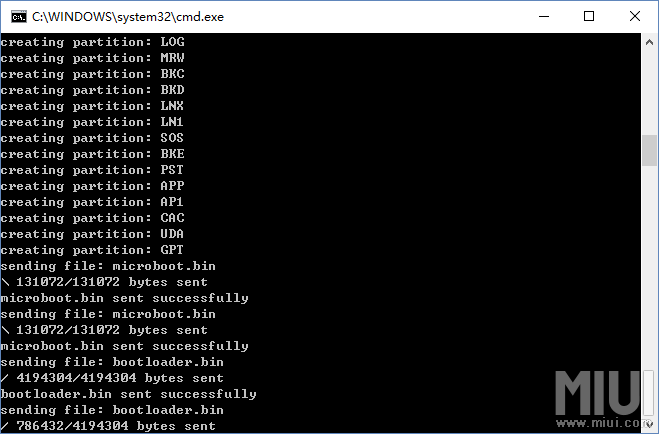 C:\WINDOWS\system32\cmd.exe
creating partition: LOG
creating partition: MRW
creating partition: BKC
creating partition: BKD
creating partition: LNX
creating partition: LN1
creating partition: SOS
creating partition: BKE
creating partition: PST
creating partition: APP
creating partition: AP1
creating partition: CAC
creating partition: UDA
creating partition: GPT
sending file: microboot.bin
\ 131072/131072 bytes sent
microboot.bin sent successfully
sending file: microboot.bin
\ 131072/131072 bytes sent
microboot.bin sent successfully
sending file: bootloader.bin
/ 4194304/4194304 bytes sent
bootloader.bin sent successfully
sending file: bootloader.bin
/ 786432/4194304 bytes sent
MIUI
www.miui.com